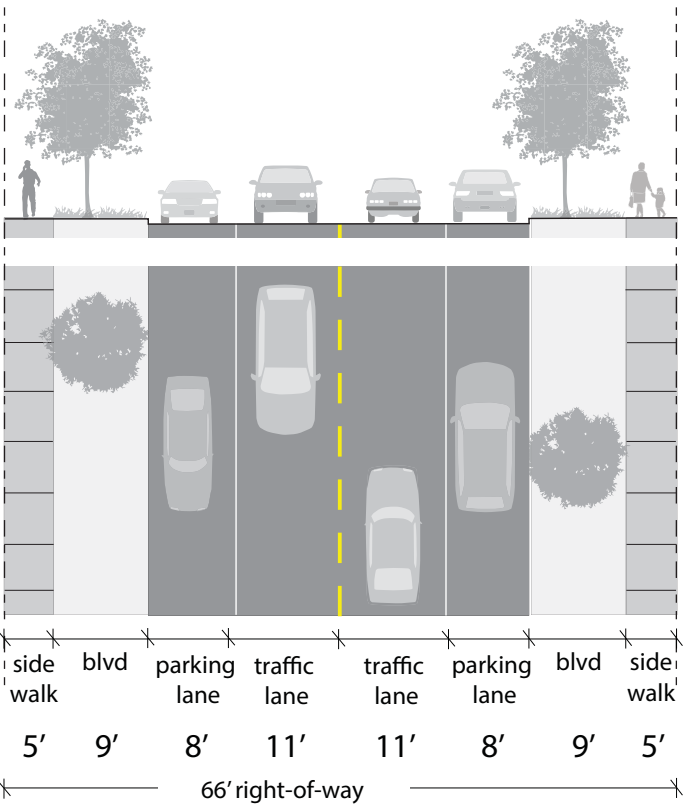 side walk
blvd
parking lane
traffic lane
traffic lane
parking lane
blvd
side walk
5’ 9’ 8’ 11’ 11’ 8’ 9’ 5’
66’ right-of-way